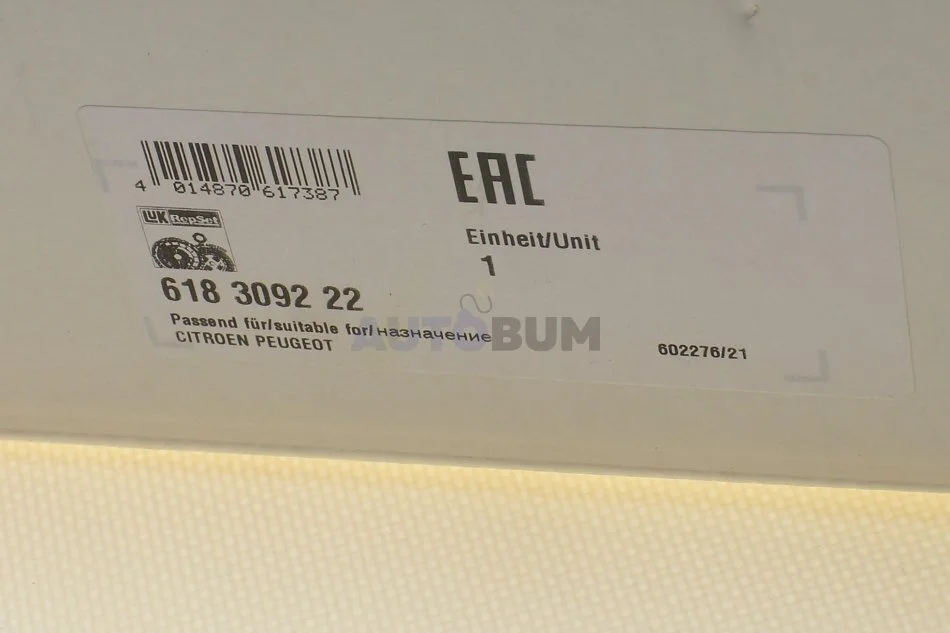 4 014870 617387
EAC
LuK RepSet
Einheit/Unit
1
618 3092 22
Passend für/suitable for/назначение
CITROEN PEUGEOT
602276/21
AUTOBUM